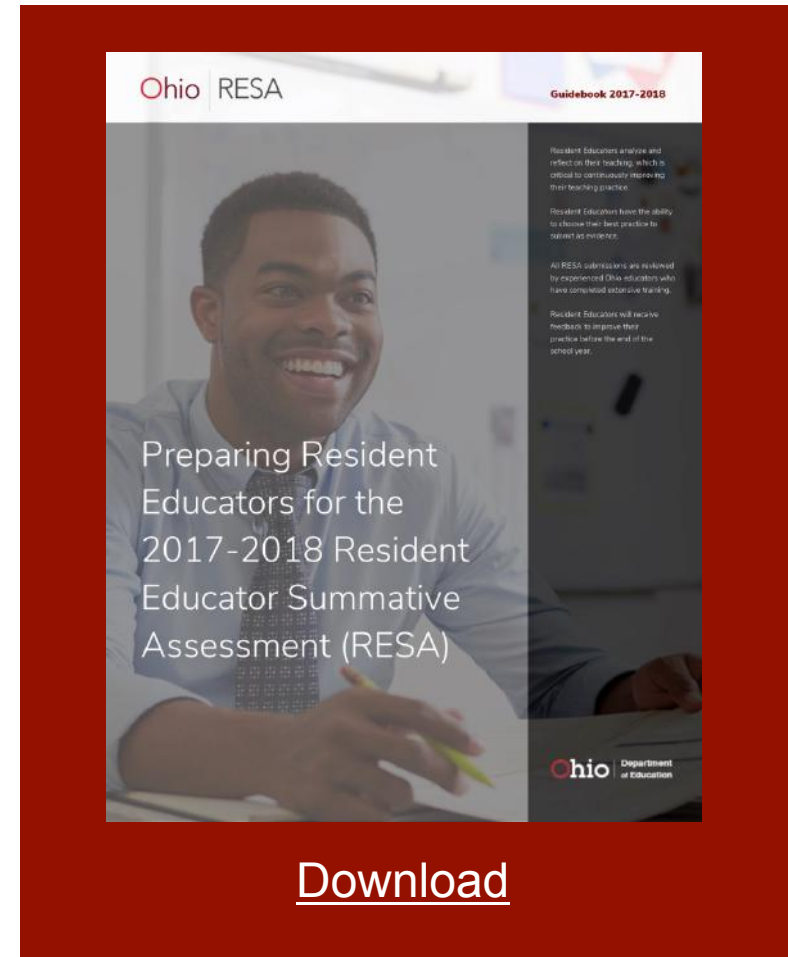 Ohio RESA
Guidebook 2017-2018
Resident Educators analyze and
reflect on their teaching, which is
critical to continuously improving
their teaching practice.
Resident Educators have the ability
to choose their best practice to
submit as evidence.
All RESA submissions are reviewed
by experienced Ohio educators who
have completed extensive training.
Resident Educators will receive
feedback to improve their
practice before the end of the
school year.
Preparing Resident
Educators for the
2017-2018 Resident
Educator Summative
Assessment (RESA)
Ohio Department
of Education
Download